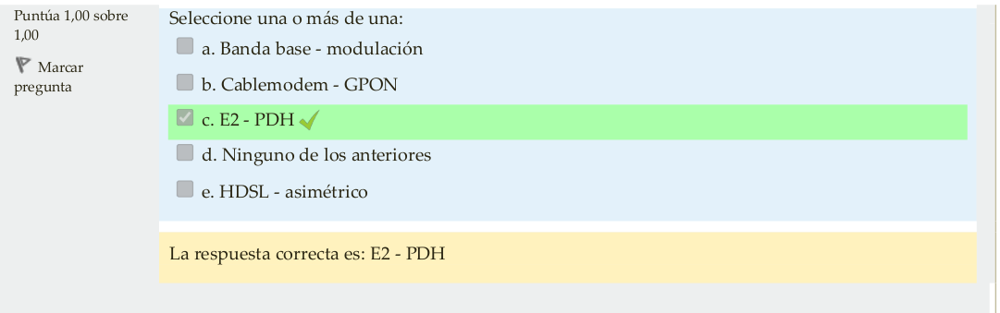 Puntúa 1,00 sobre
1,00
Marcar
pregunta
Seleccione una o más de una:
a. Banda base - modulación
b. Cablemodem - GPON
c. E2 - PDH
d. Ninguno de los anteriores
e. HDSL - asimétrico
La respuesta correcta es: E2 - PDH